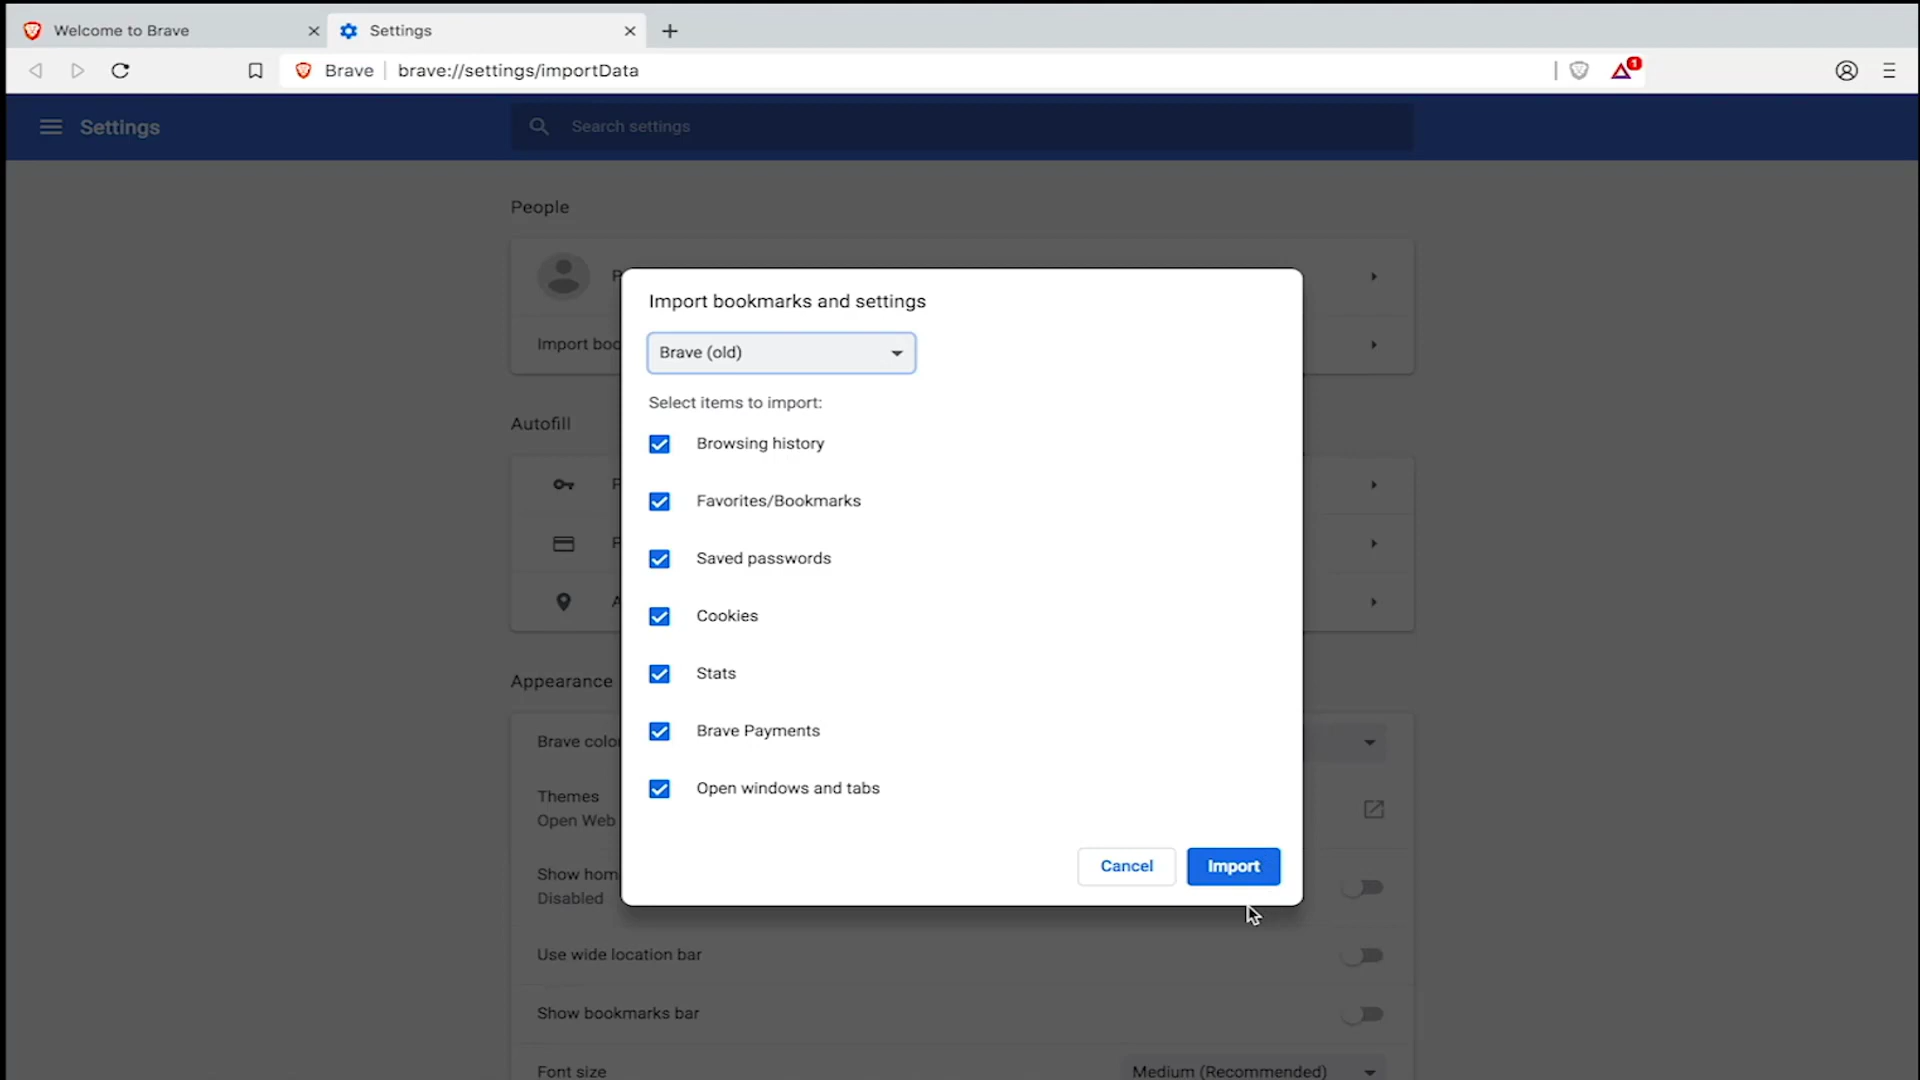 Welcome to Brave
Settings
Brave
brave://settings/importData
1
Settings
Search settings
People
Import boo
Autofill
Appearance
Brave colou
Themes
Open Web
Show hom
Disabled
Use wide location bar
Show bookmarks bar
Font size
Medium (Recommended)
Import bookmarks and settings
Brave (old)
Select items to import:
Browsing history
Favorites/Bookmarks
Saved passwords
Cookies
Stats
Brave Payments
Open windows and tabs
Cancel
Import